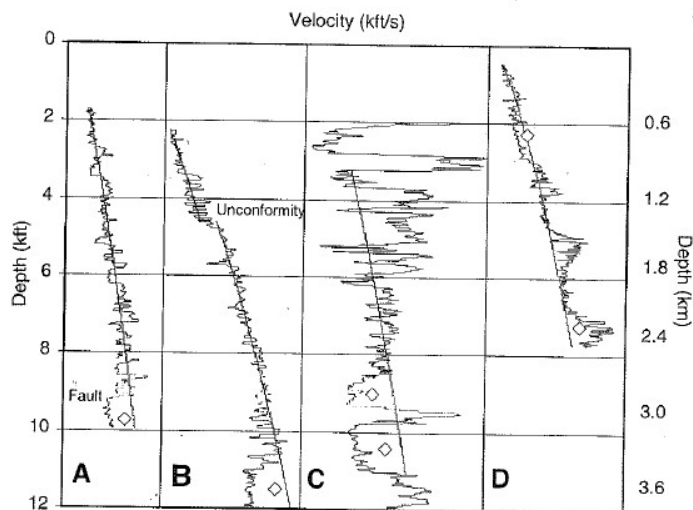 Velocity (kft/s)
0
2
4
6
8
10
12
Depth (kft)
0.6
1.2
1.8
2.4
3.0
3.6
Depth (km)
Unconformity
Fault
A
B
C
D